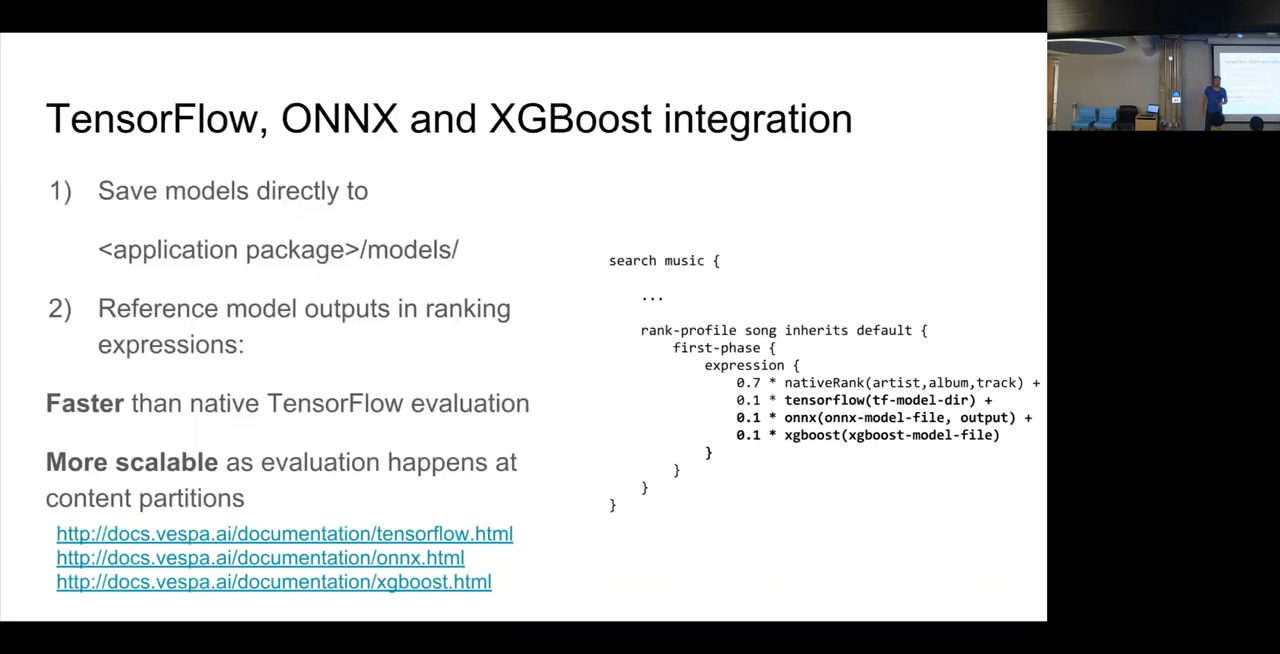 TensorFlow, ONNX and XGBoost integration
1) Save models directly to
<application package>/models/
2) Reference model outputs in ranking
expressions:
Faster than native TensorFlow evaluation
More scalable as evaluation happens at
content partitions
http://docs.vespa.ai/documentation/tensorflow.html
http://docs.vespa.ai/documentation/onnx.html
http://docs.vespa.ai/documentation/xgboost.html
search music {
...
rank-profile song inherits default {
first-phase {
expression {
0.7 * nativeRank(artist,album,track) +
0.1 * tensorflow(tf-model-dir) +
0.1 * onnx(onnx-model-file, output) +
0.1 * xgboost(xgboost-model-file)
}
}
}
}